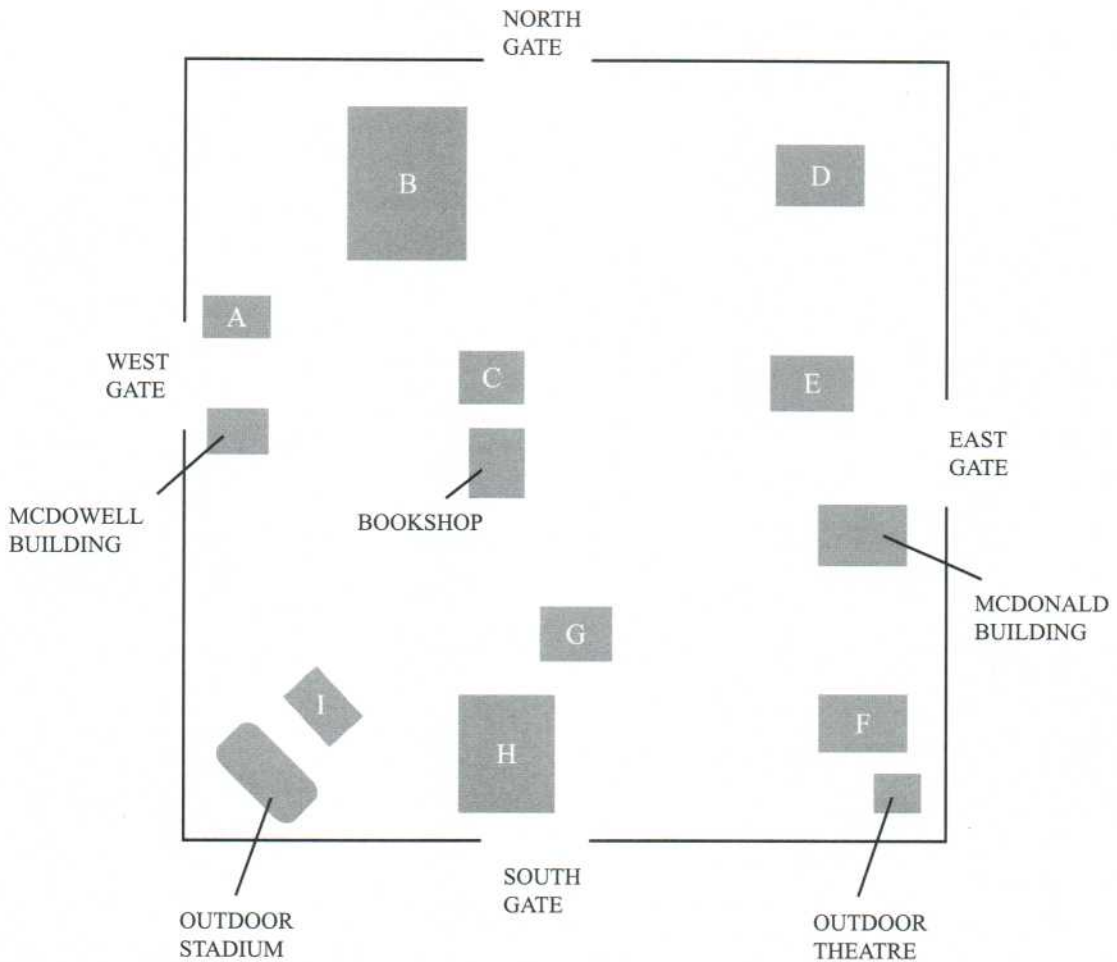 NORTH
GATE
B
D
A
WEST
GATE
C
E
EAST
GATE
MCDOWELL
BUILDING
BOOKSHOP
MCDONALD
BUILDING
G
I
F
H
SOUTH
GATE
OUTDOOR
STADIUM
OUTDOOR
THEATRE